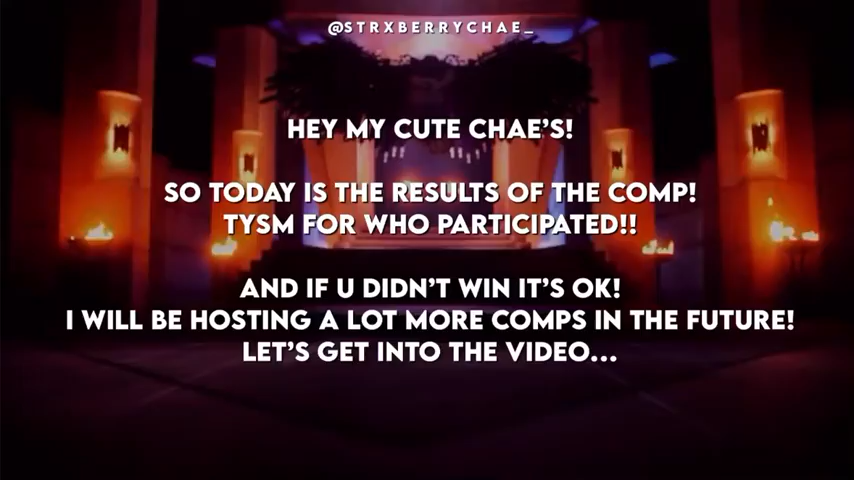 @STRXBERRYCHAE_
HEY MY CUTE CHAE'S!
SO TODAY IS THE RESULTS OF THE COMP!
TYSM FOR WHO PARTICIPATED!!
AND IF U DIDN'T WIN IT'S OK!
I WILL BE HOSTING A LOT MORE COMPS IN THE FUTURE!
LET'S GET INTO THE VIDEO...